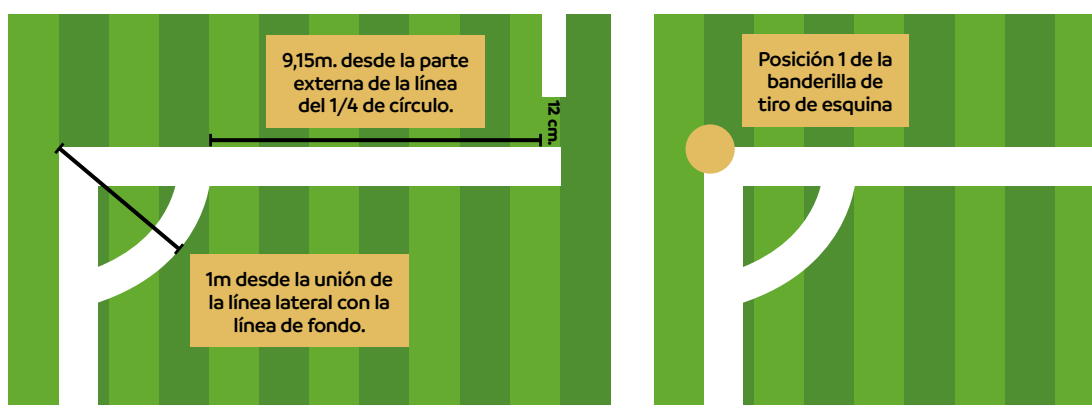 9,15m. desde la parte
externa de la línea
del 1/4 de círculo.
12 cm.
1m desde la unión de
la línea lateral con la
línea de fondo.
Posición 1 de la
banderilla de
tiro de esquina